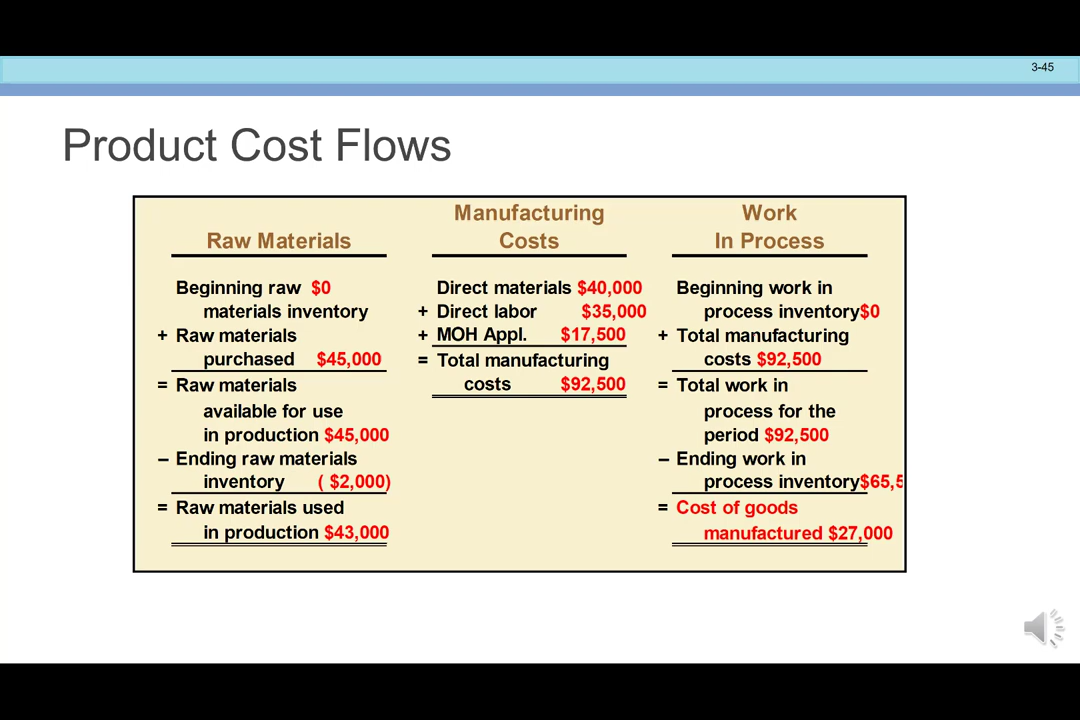 3-45
Product Cost Flows
Raw Materials
Beginning raw $0
materials inventory
+ Raw materials
purchased $45,000
= Raw materials
available for use
in production $45,000
– Ending raw materials
inventory ( $2,000)
= Raw materials used
in production $43,000
Manufacturing
Costs
Direct materials $40,000
+ Direct labor $35,000
+ MOH Appl. $17,500
= Total manufacturing
costs $92,500
Work
In Process
Beginning work in
process inventory$0
+ Total manufacturing
costs $92,500
= Total work in
process for the
period $92,500
– Ending work in
process inventory$65,5
= Cost of goods
manufactured $27,000